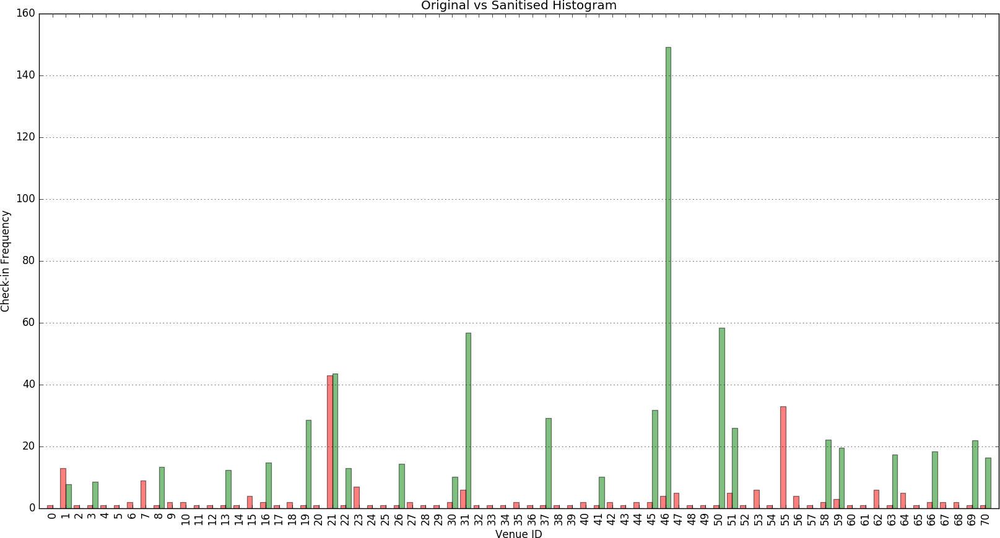 Original vs Sanitised Histogram
160
140
120
100
80
60
40
20
0
Check-in Frequency
0 1 2 3 4 5 6 7 8 9 10 11 12 13 14 15 16 17 18 19 20 21 22 23 24 25 26 27 28 29 30 31 32 33 34 35 36 37 38 39 40 41 42 43 44 45 46 47 48 49 50 51 52 53 54 55 56 57 58 59 60 61 62 63 64 65 66 67 68 69 70
Venue ID